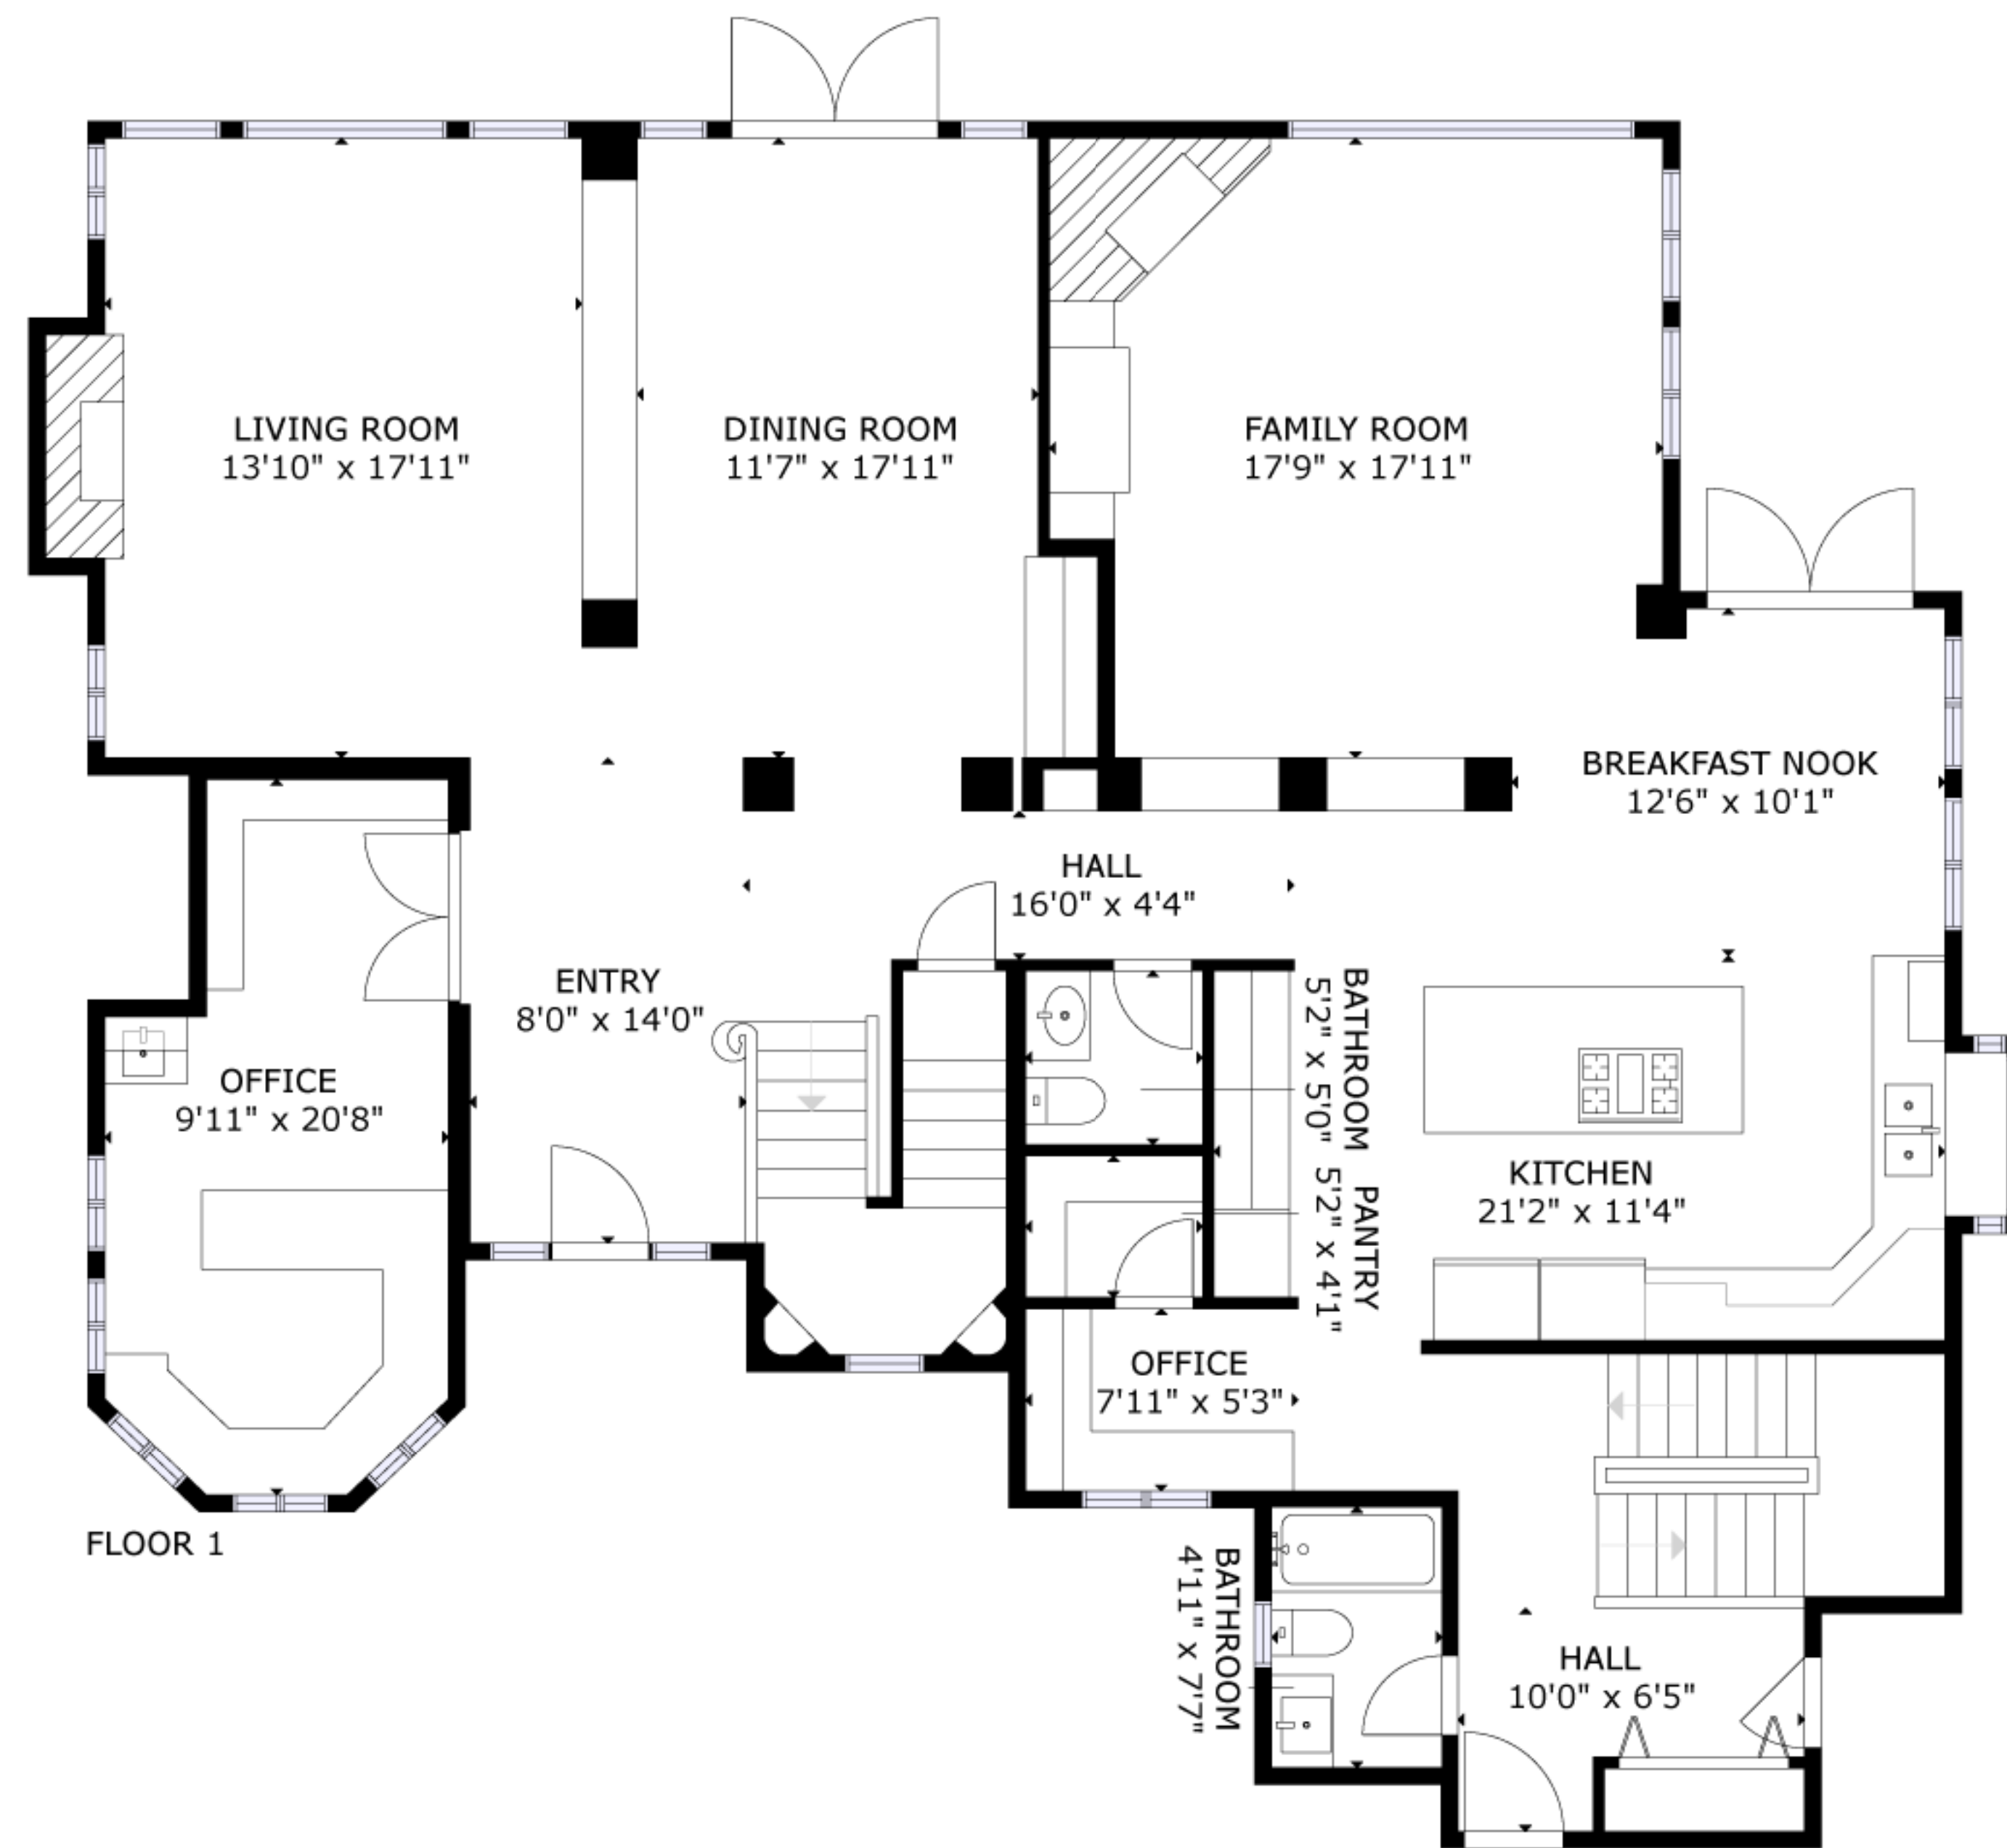 LIVING ROOM
13'10" x 17'11"
DINING ROOM
11'7" x 17'11"
FAMILY ROOM
17'9" x 17'11"
BREAKFAST NOOK
12'6" x 10'1"
HALL
16'0" x 4'4"
ENTRY
8'0" x 14'0"
OFFICE
9'11" x 20'8"
BATHROOM
5'2" x 5'0"
PANTRY
5'2" x 4'1"
KITCHEN
21'2" x 11'4"
OFFICE
7'11" x 5'3"
FLOOR 1
BATHROOM
4'11" x 7'7"
HALL
10'0" x 6'5"